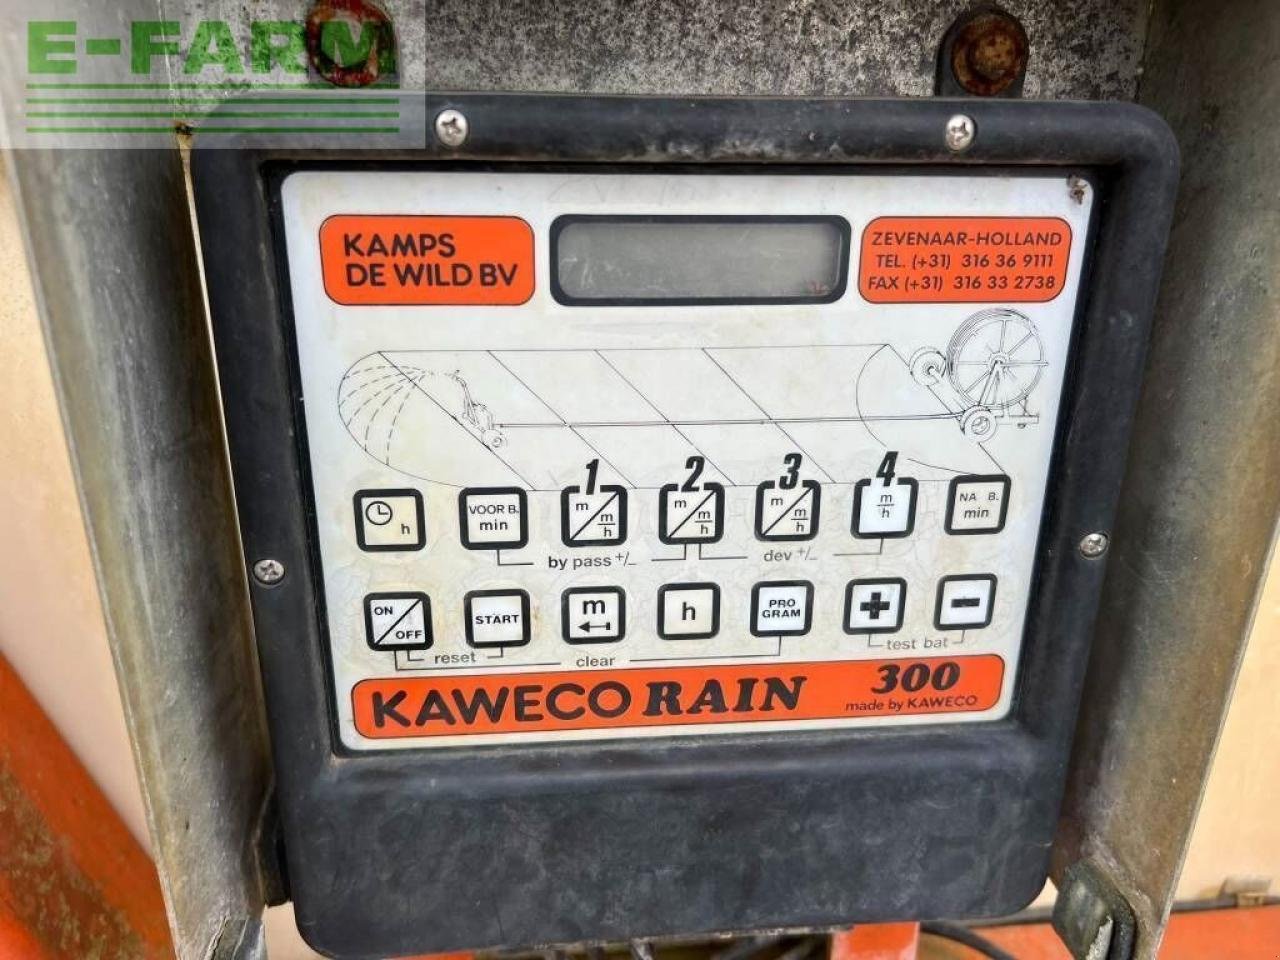 E-FARM
KAMPS
DE WILD BV
ZEVENAAR-HOLLAND
TEL. (+31) 316 36 9111
FAX (+31) 316 33 2738
1 2 3 4
h
VOOR B.
min
m m/h
m m/h
m m/h
m/h
NA B.
min
by pass +/-
dev +/-
ON/OFF
START
m
h
PRO
GRAM
+
-
reset
clear
test bat
KAWECO RAIN 300
made by KAWECO